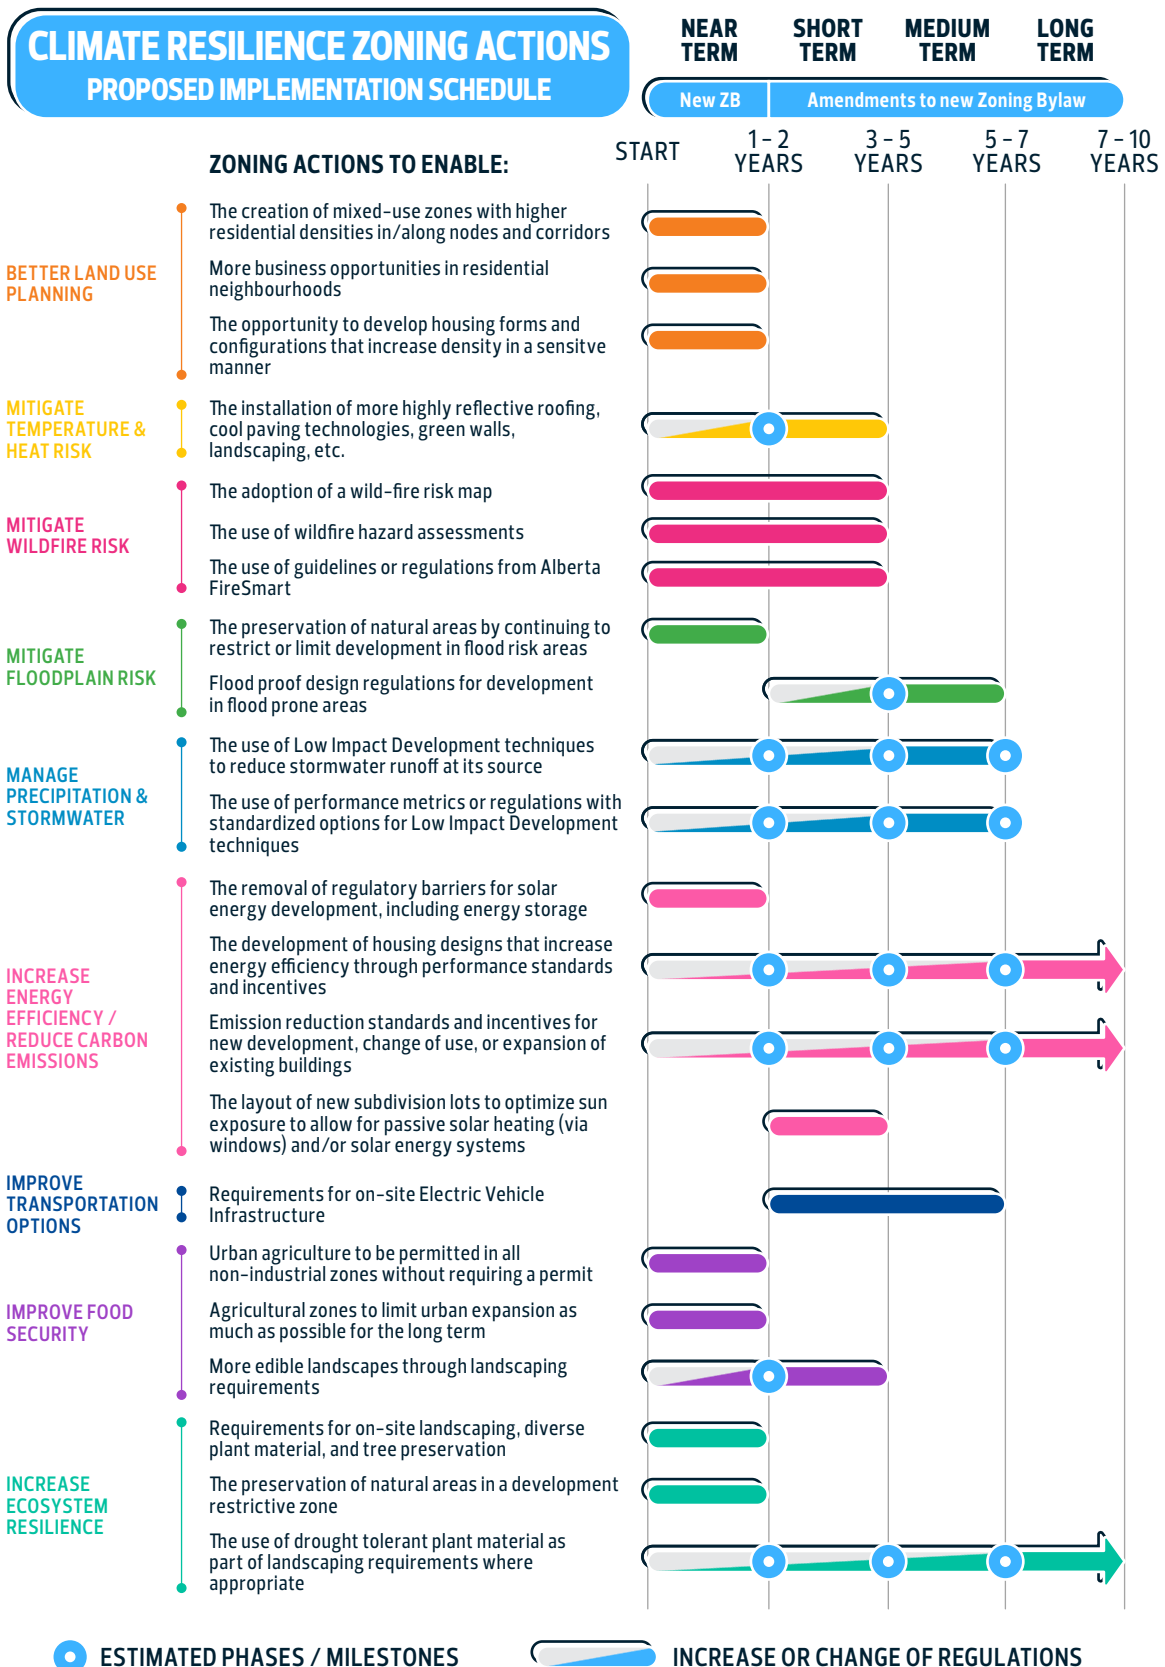 CLIMATE RESILIENCE ZONING ACTIONS
PROPOSED IMPLEMENTATION SCHEDULE
NEAR TERM
SHORT TERM
MEDIUM TERM
LONG TERM
New ZB
Amendments to new Zoning Bylaw
START
1 – 2 YEARS
3 – 5 YEARS
5 – 7 YEARS
7 – 10 YEARS
ZONING ACTIONS TO ENABLE:
BETTER LAND USE
PLANNING
The creation of mixed-use zones with higher
residential densities in/along nodes and corridors
More business opportunities in residential
neighbourhoods
The opportunity to develop housing forms and
configurations that increase density in a sensitve
manner
MITIGATE
TEMPERATURE &
HEAT RISK
The installation of more highly reflective roofing,
cool paving technologies, green walls,
landscaping, etc.
MITIGATE
WILDFIRE RISK
The adoption of a wild-fire risk map
The use of wildfire hazard assessments
The use of guidelines or regulations from Alberta
FireSmart
MITIGATE
FLOODPLAIN RISK
The preservation of natural areas by continuing to
restrict or limit development in flood risk areas
Flood proof design regulations for development
in flood prone areas
MANAGE
PRECIPITATION &
STORMWATER
The use of Low Impact Development techniques
to reduce stormwater runoff at its source
The use of performance metrics or regulations with
standardized options for Low Impact Development
techniques
INCREASE
ENERGY
EFFICIENCY /
REDUCE CARBON
EMISSIONS
The removal of regulatory barriers for solar
energy development, including energy storage
The development of housing designs that increase
energy efficiency through performance standards
and incentives
Emission reduction standards and incentives for
new development, change of use, or expansion of
existing buildings
The layout of new subdivision lots to optimize sun
exposure to allow for passive solar heating (via
windows) and/or solar energy systems
IMPROVE
TRANSPORTATION
OPTIONS
Requirements for on-site Electric Vehicle
Infrastructure
IMPROVE FOOD
SECURITY
Urban agriculture to be permitted in all
non-industrial zones without requiring a permit
Agricultural zones to limit urban expansion as
much as possible for the long term
More edible landscapes through landscaping
requirements
INCREASE
ECOSYSTEM
RESILIENCE
Requirements for on-site landscaping, diverse
plant material, and tree preservation
The preservation of natural areas in a development
restrictive zone
The use of drought tolerant plant material as
part of landscaping requirements where
appropriate
ESTIMATED PHASES / MILESTONES
INCREASE OR CHANGE OF REGULATIONS